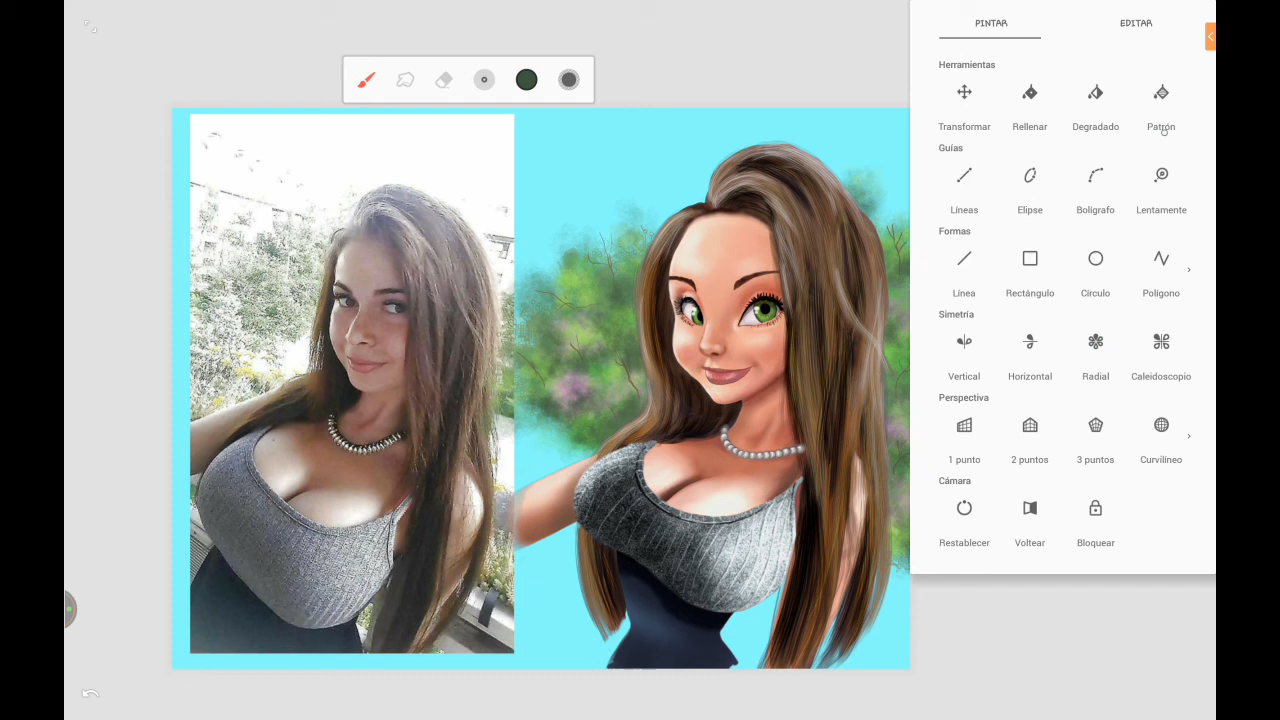 PINTAR EDITAR
Herramientas
Transformar Rellenar Degradado Patrón
Guías
Líneas Elipse Bolígrafo Lentamente
Formas
Línea Rectángulo Círculo Polígono
Simetría
Vertical Horizontal Radial Caleidoscopio
Perspectiva
1 punto 2 puntos 3 puntos Curvilíneo
Cámara
Restablecer Voltear Bloquear